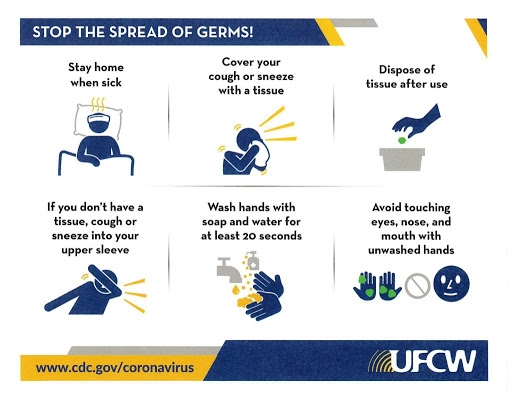 STOP THE SPREAD OF GERMS!
Stay home
when sick
Cover your
cough or sneeze
with a tissue
Dispose of
tissue after use
If you don't have a
tissue, cough or
sneeze into your
upper sleeve
Wash hands with
soap and water for
at least 20 seconds
Avoid touching
eyes, nose, and
mouth with
unwashed hands
www.cdc.gov/coronavirus
UFCW